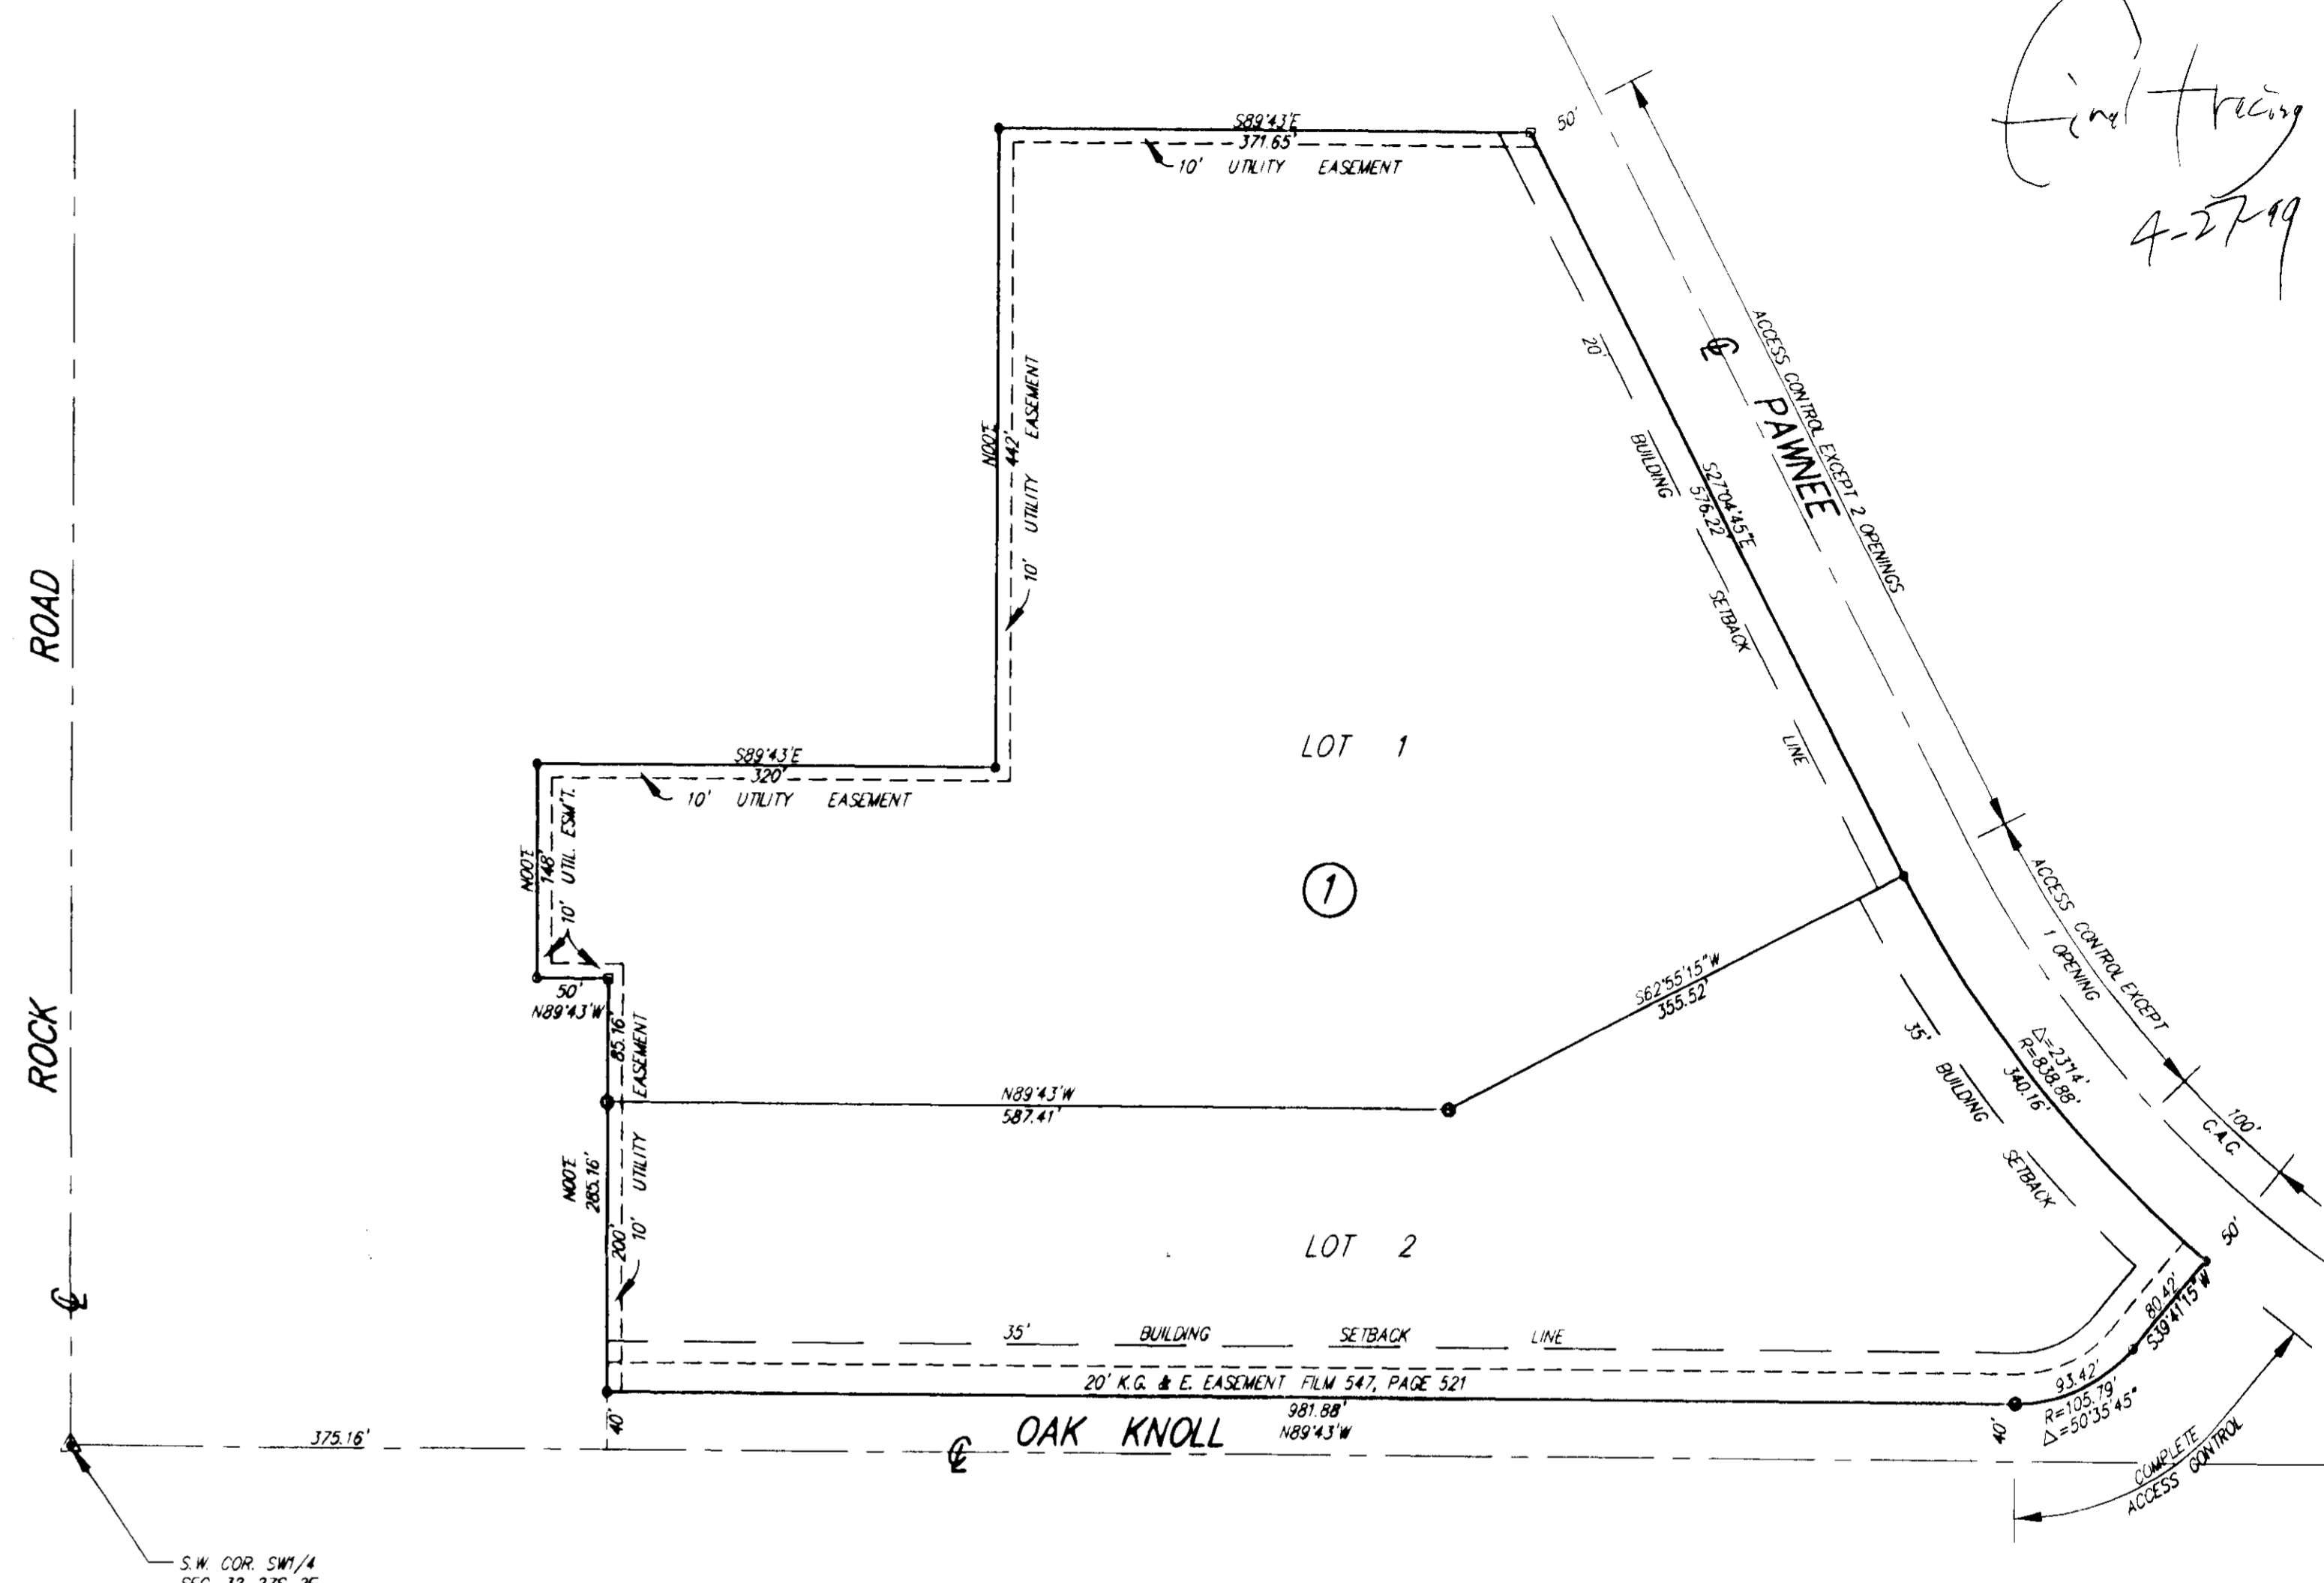 final tracing
4-27-99
50'
S89°43'E
371.65'
10' UTILITY EASEMENT
ACCESS CONTROL EXCEPT 2 OPENINGS
℄
PAWNEE
20' BUILDING SETBACK LINE
S27°04'45"E
576.22'
N00°E
442'
10' UTILITY EASEMENT
ROCK ROAD
℄
S89°43'E
320'
10' UTILITY EASEMENT
LOT 1
1
N00°E
148'
10' UTIL. ESM'T.
50'
N89°43'W
85.16'
ACCESS CONTROL EXCEPT
1 OPENING
S62°55'15"W
355.52'
N89°43'W
587.41'
35' BUILDING SETBACK
Δ=23°14'
R=838.88'
340.16'
100'
C.A.C.
N00°E
285.16'
200'
10' UTILITY EASEMENT
LOT 2
50'
80.42'
S39°41'15"W
35' BUILDING SETBACK LINE
20' K.G. & E. EASEMENT FILM 547, PAGE 521
981.88'
N89°43'W
93.42'
R=105.79'
Δ=50°35'45"
40'
40'
375.16'
℄
OAK KNOLL
COMPLETE
ACCESS CONTROL
S.W. COR. SW1/4